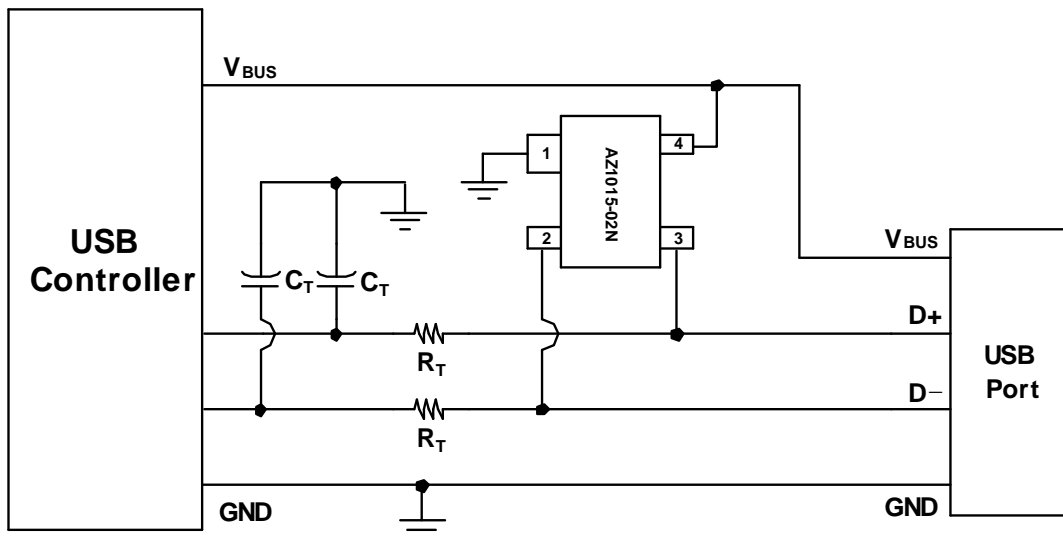 VBUS
1
4
AZ1015-02N
2
3
USB
Controller
CT
CT
VBUS
D+
RT
USB
Port
D−
RT
GND
GND